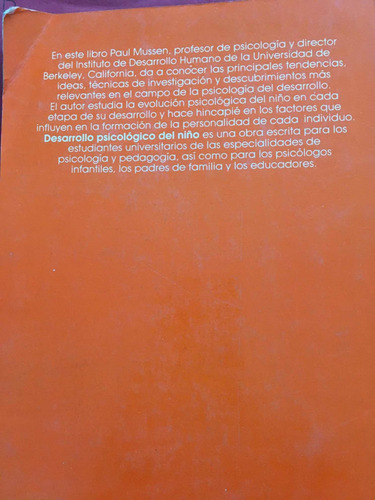 En este libro Paul Mussen, profesor de psicología y director
del Instituto de Desarrollo Humano de la Universidad de
Berkeley, California, da a conocer las principales tendencias,
ideas, técnicas de investigación y descubrimientos más
relevantes en el campo de la psicología del desarrollo.
El autor estudia la evolución psicológica del niño en cada
etapa de su desarrollo y hace hincapié en los factores que
influyen en la formación de la personalidad de cada individuo.
Desarrollo psicológico del niño es una obra escrita para los
estudiantes universitarios de las especialidades de
psicología y pedagogía, así como para los psicólogos
infantiles, los padres de familia y los educadores.